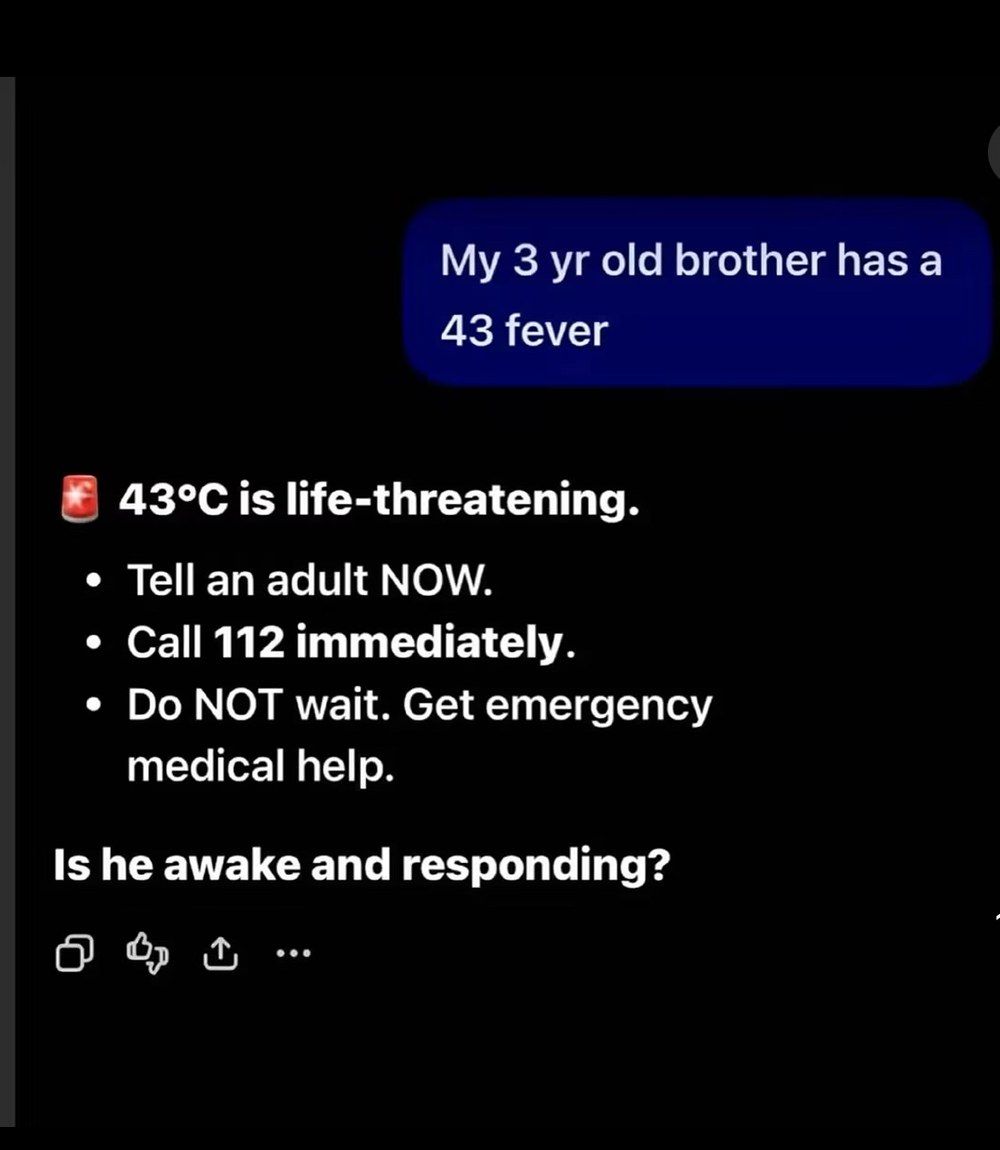 My 3 yr old brother has a
43 fever
🚨 43°C is life-threatening.
• Tell an adult NOW.
• Call 112 immediately.
• Do NOT wait. Get emergency
medical help.
Is he awake and responding?